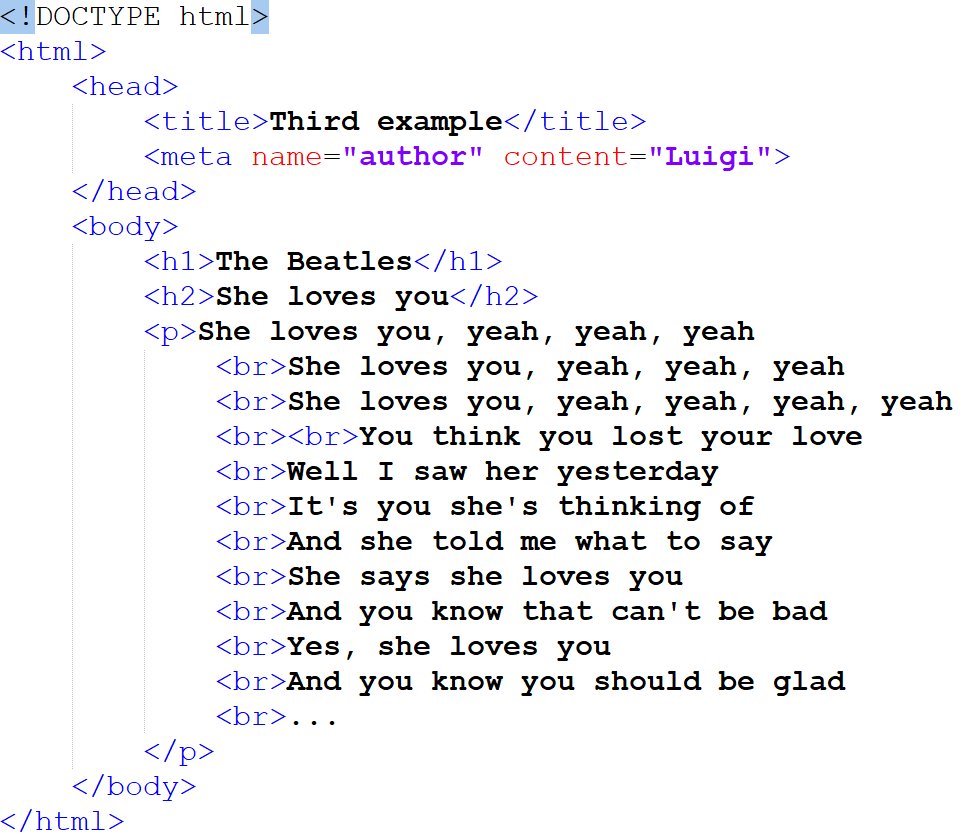 <!DOCTYPE html>
<html>
<head>
<title>Third example</title>
<meta name="author" content="Luigi">
</head>
<body>
<h1>The Beatles</h1>
<h2>She loves you</h2>
<p>She loves you, yeah, yeah, yeah
<br>She loves you, yeah, yeah, yeah
<br>She loves you, yeah, yeah, yeah, yeah
<br><br>You think you lost your love
<br>Well I saw her yesterday
<br>It's you she's thinking of
<br>And she told me what to say
<br>She says she loves you
<br>And you know that can't be bad
<br>Yes, she loves you
<br>And you know you should be glad
<br>...
</p>
</body>
</html>